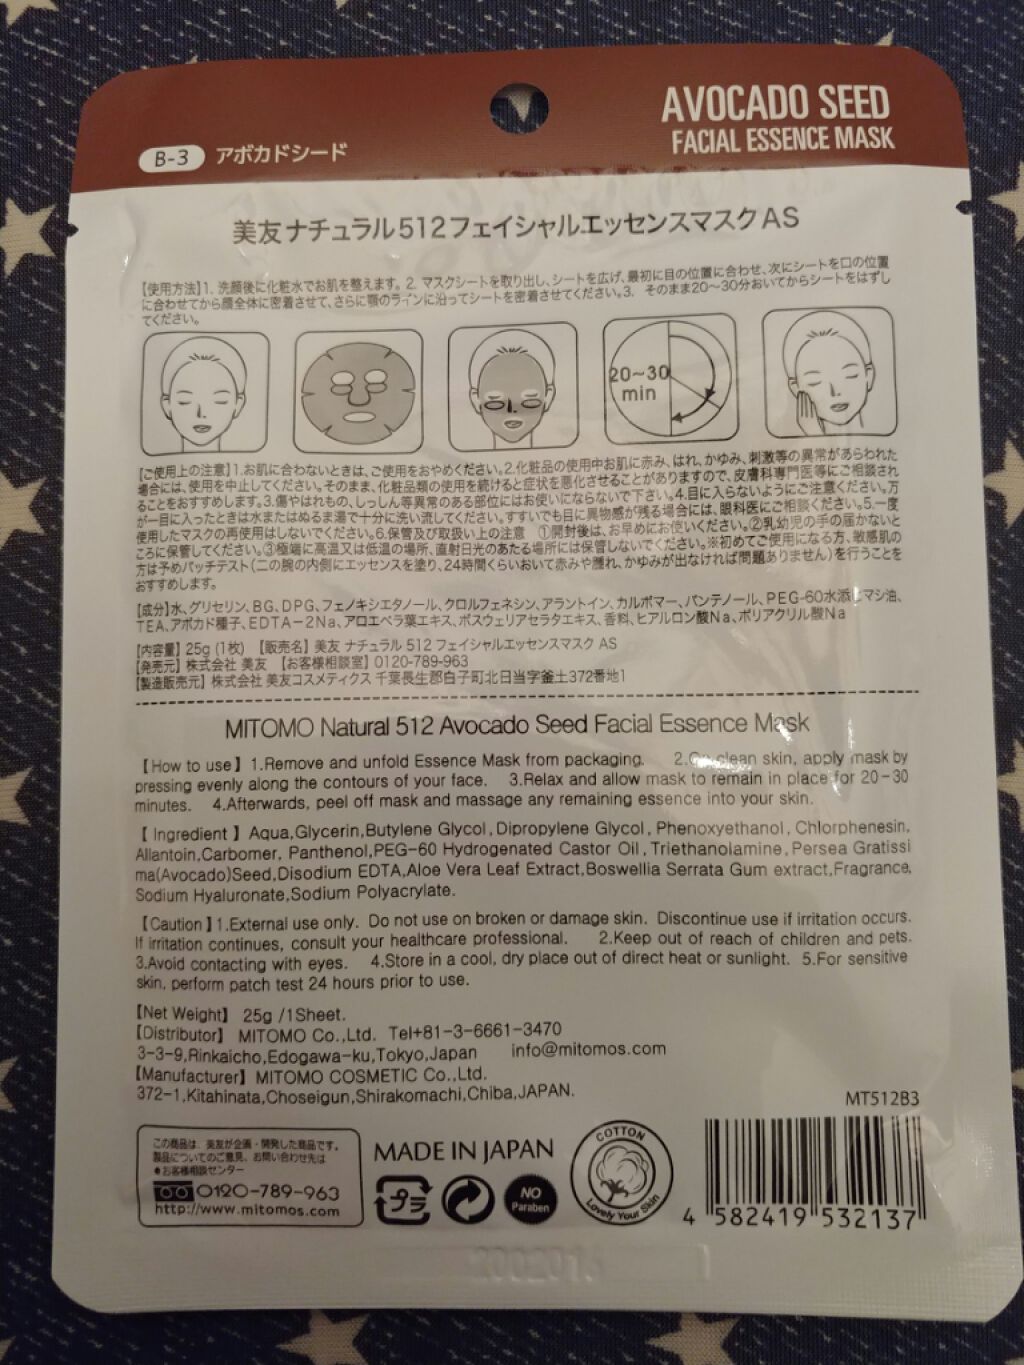 AVOCADO SEED
FACIAL ESSENCE MASK
B-3 アボカドシード
美友ナチュラル512フェイシャルエッセンスマスクAS
【使用方法】1. 洗顔後に化粧水でお肌を整えます。2. マスクシートを取り出し、シートを広げ、最初に目の位置に合わせ、次にシートを口の位置
に合わせてから顔全体に密着させて、さらに顎のラインに沿ってシートを密着させてください。3. そのまま20~30分おいてからシートをはずし
てください。
20~30
min
【ご使用上の注意】1.お肌に合わないときは、ご使用をおやめください。2.化粧品の使用中お肌に赤み、はれ、かゆみ、刺激等の異常があらわれた
場合には、使用を中止してください。そのまま、化粧品類の使用を続けると症状を悪化させることがありますので、皮膚科専門医等にご相談され
ることをおすすめします。3.傷やはれもの、しっしん等異常のある部位にはお使いにならないで下さい。4.目に入らないようにご注意ください。万
が一目に入ったときは水またはぬるま湯で十分に洗い流してください。すすいでも目に異物感が残る場合には、眼科医にご相談ください。5.一度
使用したマスクの再使用はしないでください。6.保管及び取扱い上の注意 ①開封後は、お早めにお使いください。②乳幼児の手の届かないと
ころに保管してください。③極端に高温又は低温の場所、直射日光のあたる場所には保管しないでください。※初めてご使用になる方、敏感肌の
方は予めパッチテスト(二の腕の内側にエッセンスを塗り、24時間くらいおいて赤みや腫れ、かゆみが出なければ問題ありません)を行うことを
おすすめします。
【成分】水、グリセリン、BG、DPG、フェノキシエタノール、クロルフェネシン、アラントイン、カルボマー、パンテノール、PEG-60水添ヒマシ油、
TEA、アボカド種子、EDTA-2Na、アロエベラ葉エキス、ボスウェリアセラタエキス、香料、ヒアルロン酸Na、ポリアクリル酸Na
【内容量】25g (1枚) 【販売名】美友 ナチュラル 512 フェイシャルエッセンスマスク AS
【発売元】株式会社 美友 【お客様相談室】0120-789-963
【製造販売元】株式会社 美友コスメティクス 千葉長生郡白子町北日当字釜土372番地1
MITOMO Natural 512 Avocado Seed Facial Essence Mask
【How to use】1.Remove and unfold Essence Mask from packaging. 2.On clean skin, apply mask by
pressing evenly along the contours of your face. 3.Relax and allow mask to remain in place for 20-30
minutes. 4.Afterwards, peel off mask and massage any remaining essence into your skin.
【Ingredient】Aqua,Glycerin,Butylene Glycol,Dipropylene Glycol, Phenoxyethanol, Chlorphenesin,
Allantoin,Carbomer, Panthenol,PEG-60 Hydrogenated Castor Oil, Triethanolamine, Persea Gratissi
ma(Avocado)Seed,Disodium EDTA,Aloe Vera Leaf Extract,Boswellia Serrata Gum extract,Fragrance,
Sodium Hyaluronate,Sodium Polyacrylate.
【Caution】1.External use only. Do not use on broken or damage skin. Discontinue use if irritation occurs.
If irritation continues, consult your healthcare professional. 2.Keep out of reach of children and pets.
3.Avoid contacting with eyes. 4.Store in a cool, dry place out of direct heat or sunlight. 5.For sensitive
skin, perform patch test 24 hours prior to use.
【Net Weight】 25g /1Sheet.
【Distributor】 MITOMO Co.,Ltd. Tel+81-3-6661-3470
3-3-9,Rinkaicho,Edogawa-ku,Tokyo,Japan info@mitomos.com
【Manufacturer】MITOMO COSMETIC Co.,Ltd.
372-1,Kitahinata,Choseigun,Shirakomachi,Chiba,JAPAN.
MT512B3
この商品は、美友が企画・開発した商品です。
製品についてのご意見、お問い合わせ先は
●お客様相談センター
0120-789-963
http://www.mitomos.com
MADE IN JAPAN
プラ
NO
Paraben
COTTON
Lovely Your Skin
4 582419 532137